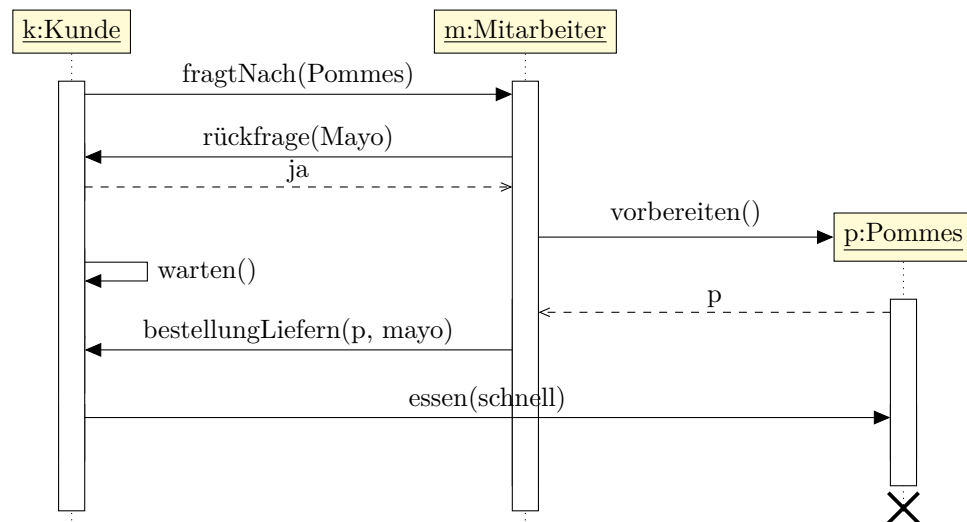 k:Kunde
m:Mitarbeiter
fragtNach(Pommes)
rückfrage(Mayo)
ja
vorbereiten()
p:Pommes
warten()
p
bestellungLiefern(p, mayo)
essen(schnell)